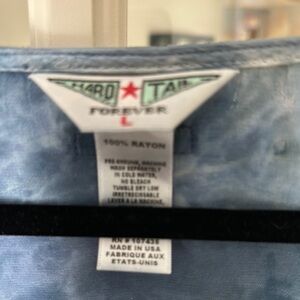 HARD ★ TAIL
FOREVER
L
100% RAYON
PRE-SHRUNK, MACHINE
WASH SEPARATELY
IN COLD WATER,
NO BLEACH
TUMBLE DRY LOW
IRRETRECISSABLE
LAVER A LA MACHINE,
RN # 107438
MADE IN USA
FABRIQUE AUX
ETATS-UNIS